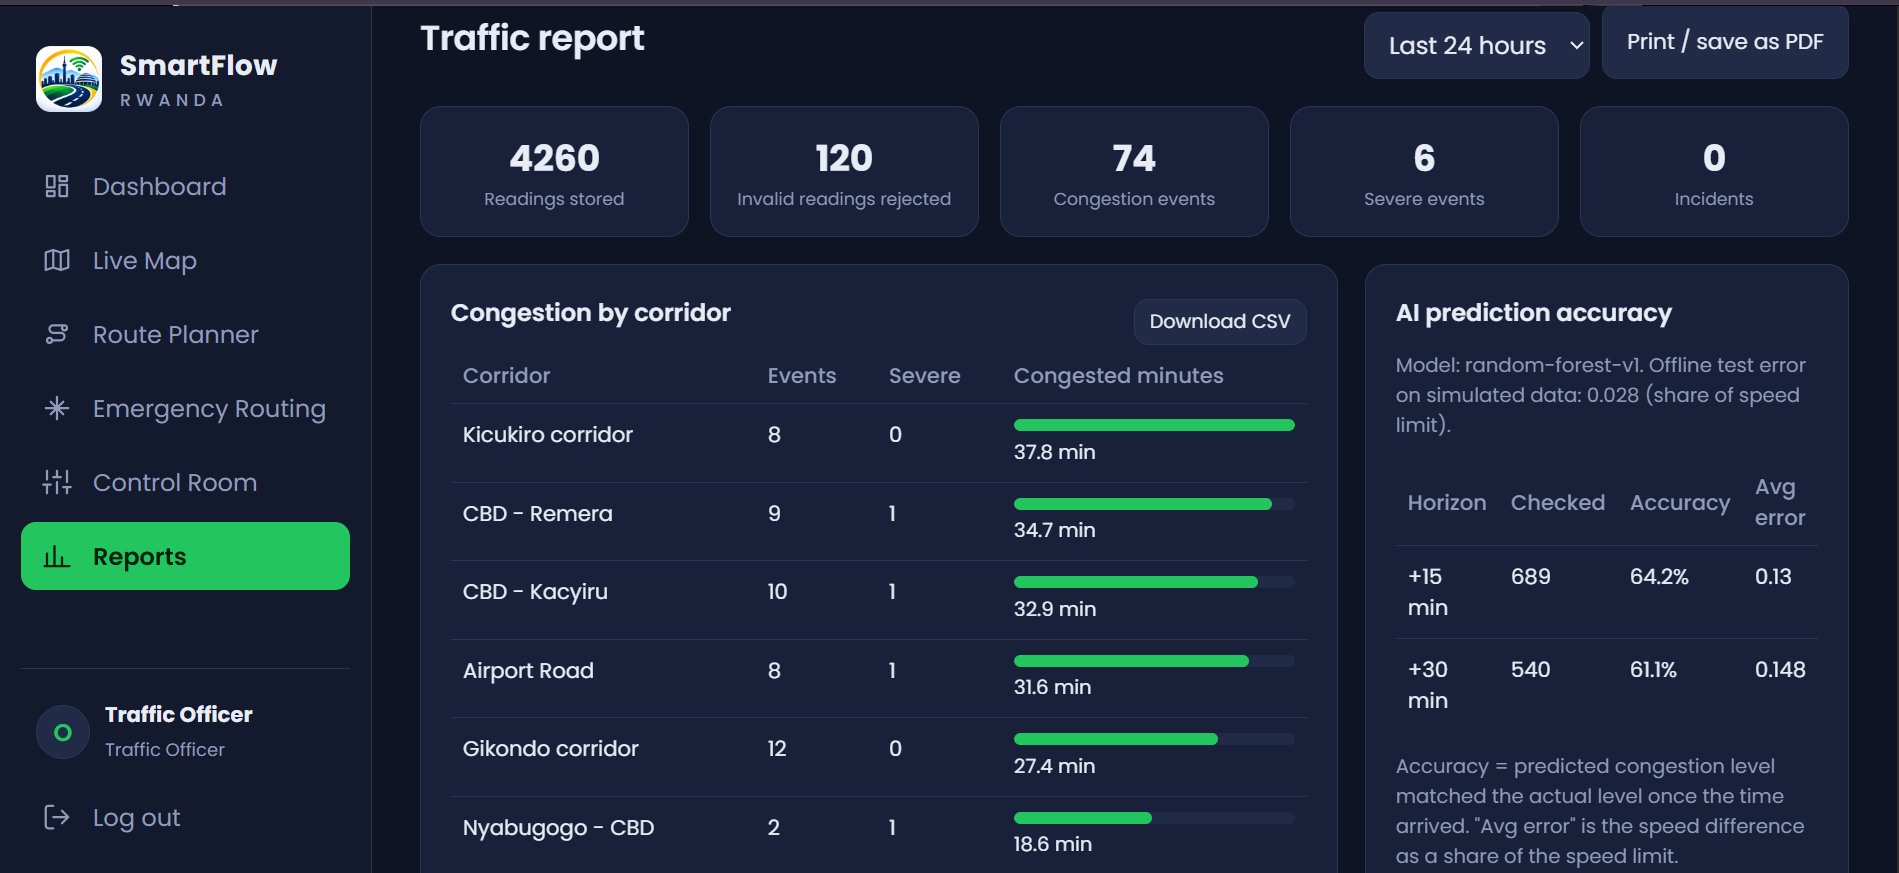 SmartFlow
RWANDA
Dashboard
Live Map
Route Planner
Emergency Routing
Control Room
Reports
O
Traffic Officer
Traffic Officer
Log out
Traffic report
Last 24 hours
Print / save as PDF
4260
Readings stored
120
Invalid readings rejected
74
Congestion events
6
Severe events
0
Incidents
Congestion by corridor
Download CSV
Corridor Events Severe Congested minutes
Kicukiro corridor 8 0 37.8 min
CBD - Remera 9 1 34.7 min
CBD - Kacyiru 10 1 32.9 min
Airport Road 8 1 31.6 min
Gikondo corridor 12 0 27.4 min
Nyabugogo - CBD 2 1 18.6 min
AI prediction accuracy
Model: random-forest-v1. Offline test error
on simulated data: 0.028 (share of speed
limit).
Horizon Checked Accuracy Avg
error
+15 689 64.2% 0.13
min
+30 540 61.1% 0.148
min
Accuracy = predicted congestion level
matched the actual level once the time
arrived. "Avg error" is the speed difference
as a share of the speed limit.